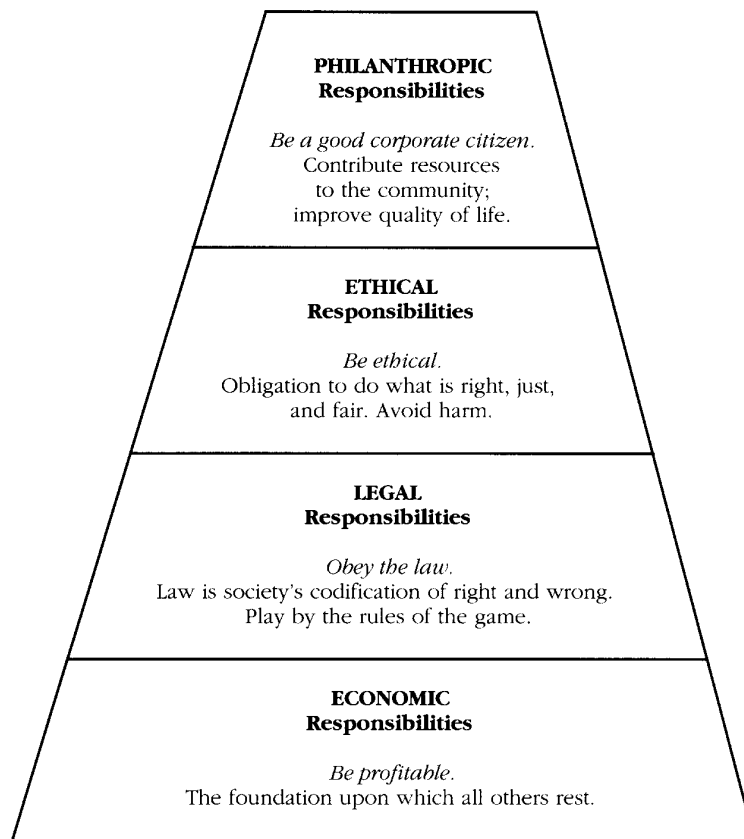 PHILANTHROPIC
Responsibilities
Be a good corporate citizen.
Contribute resources
to the community;
improve quality of life.
ETHICAL
Responsibilities
Be ethical.
Obligation to do what is right, just,
and fair. Avoid harm.
LEGAL
Responsibilities
Obey the law.
Law is society's codification of right and wrong.
Play by the rules of the game.
ECONOMIC
Responsibilities
Be profitable.
The foundation upon which all others rest.